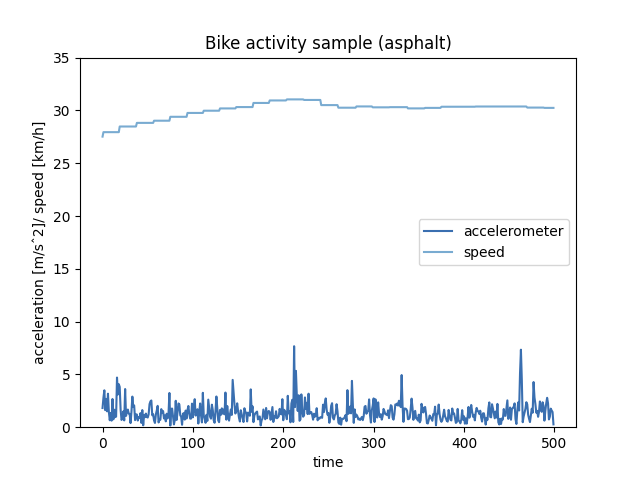 Bike activity sample (asphalt)
35
30
25
20
15
10
5
0
acceleration [m/s^2]/ speed [km/h]
accelerometer
speed
0 100 200 300 400 500
time